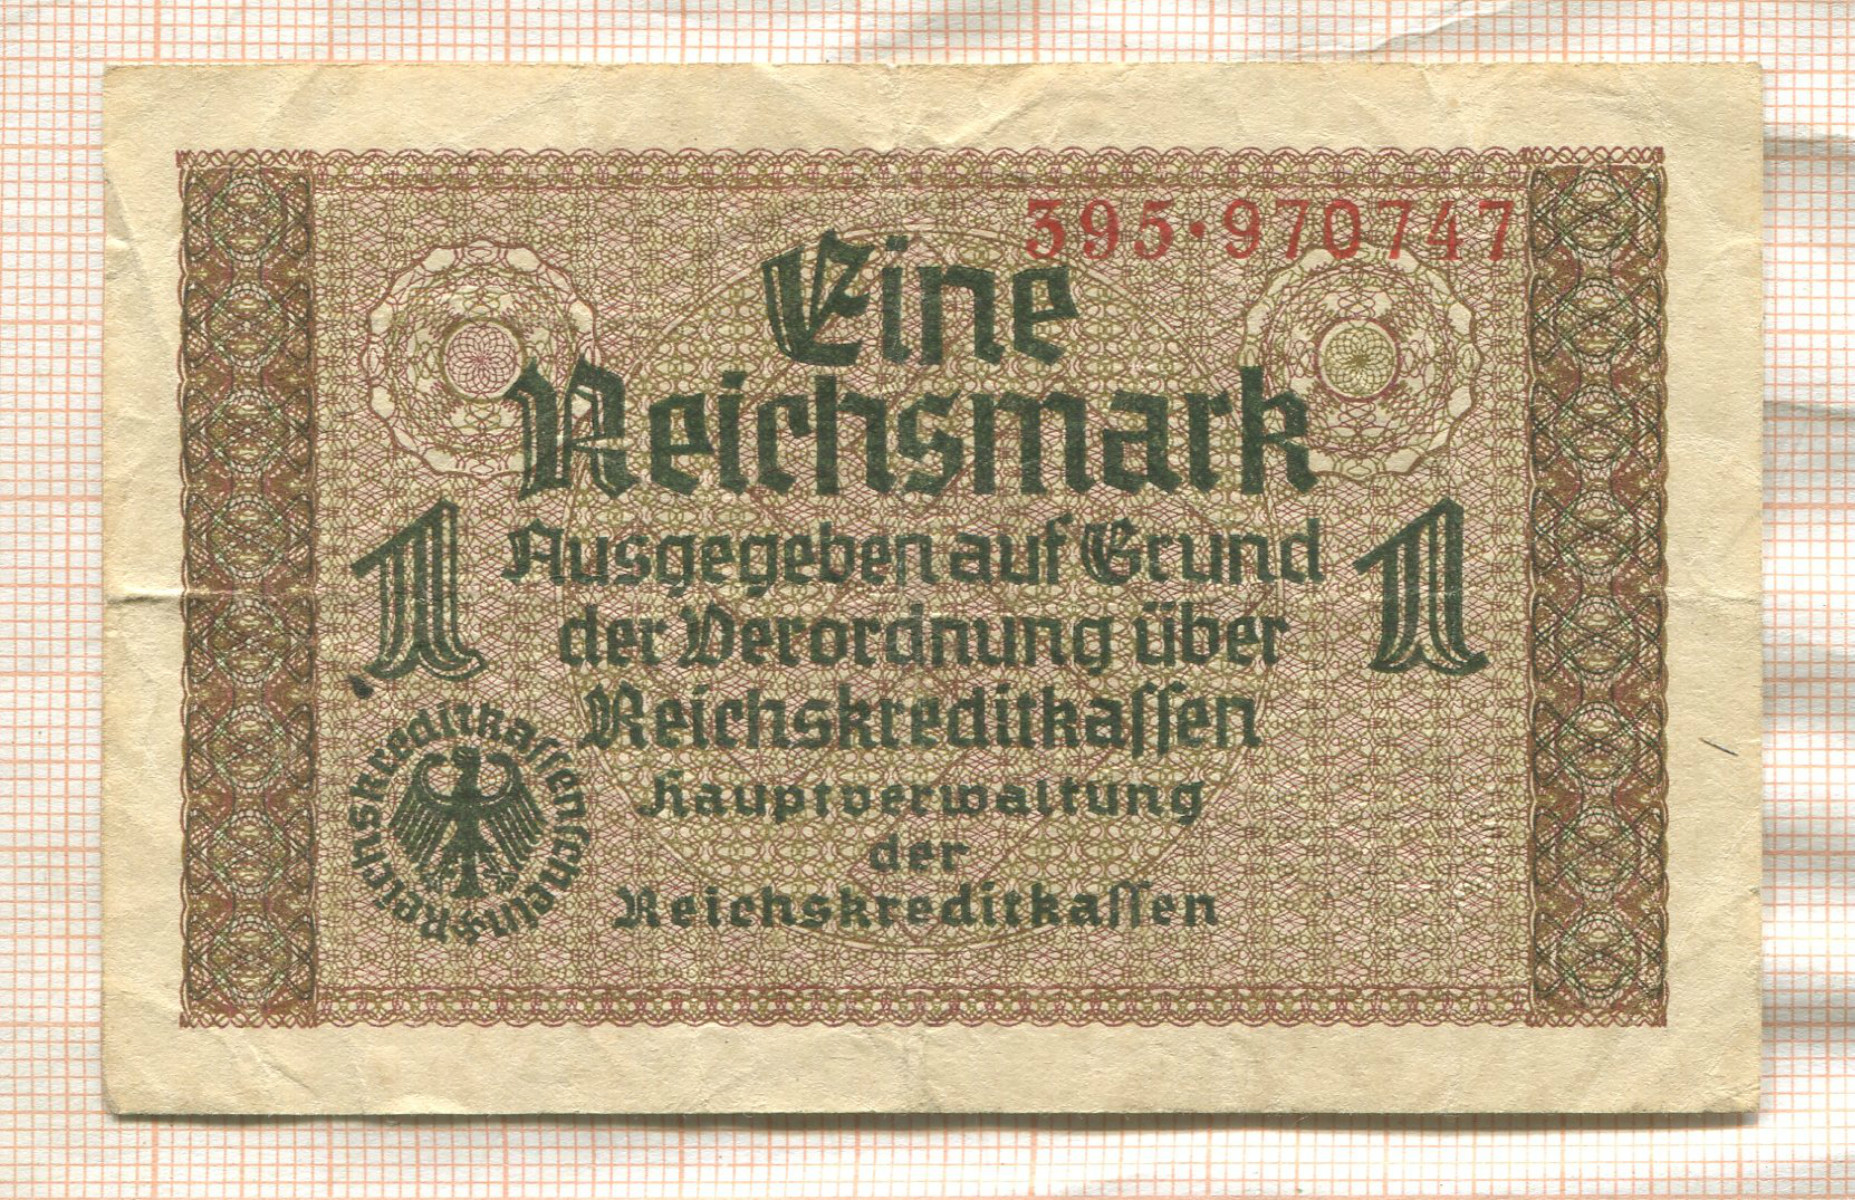 395·970747
Eine
Reichsmark
1 Ausgegeben auf Grund 1
der Verordnung über
Reichskreditkaſſen
Hauptverwaltung
der
Reichskreditkaſſen
Reichskreditkaſſenſchein